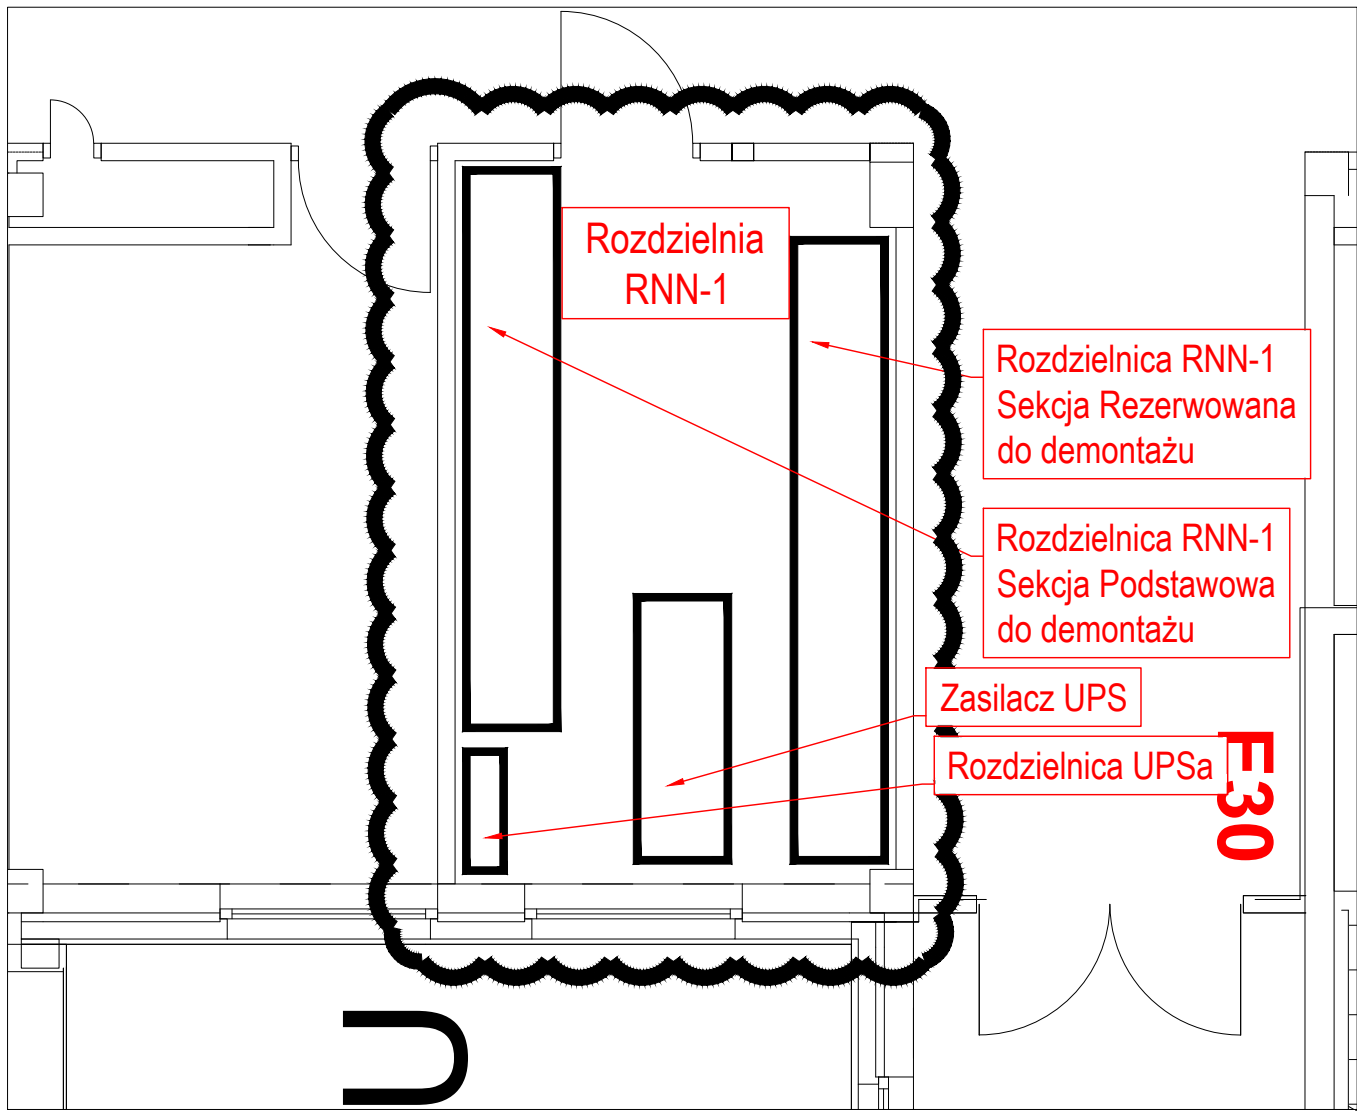 Rozdzielnia
RNN-1
Rozdzielnica RNN-1
Sekcja Rezerwowana
do demontażu
Rozdzielnica RNN-1
Sekcja Podstawowa
do demontażu
Zasilacz UPS
Rozdzielnica UPSa
E30
U